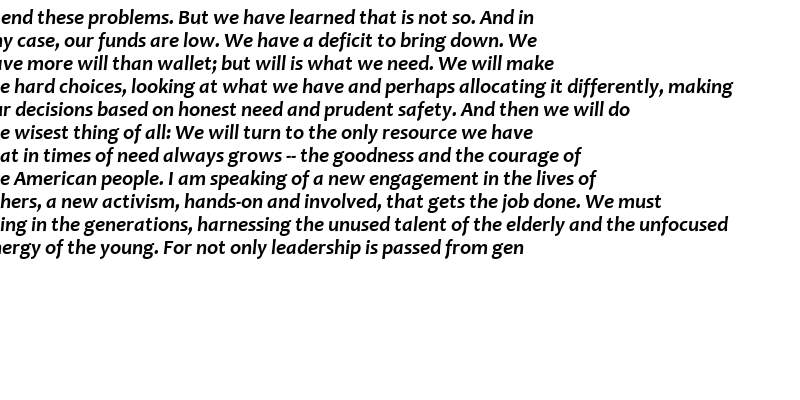 end these problems. But we have learned that is not so. And in
ny case, our funds are low. We have a deficit to bring down. We
ave more will than wallet; but will is what we need. We will make
e hard choices, looking at what we have and perhaps allocating it differently, making
ur decisions based on honest need and prudent safety. And then we will do
e wisest thing of all: We will turn to the only resource we have
at in times of need always grows -- the goodness and the courage of
e American people. I am speaking of a new engagement in the lives of
hers, a new activism, hands-on and involved, that gets the job done. We must
ing in the generations, harnessing the unused talent of the elderly and the unfocused
nergy of the young. For not only leadership is passed from gen